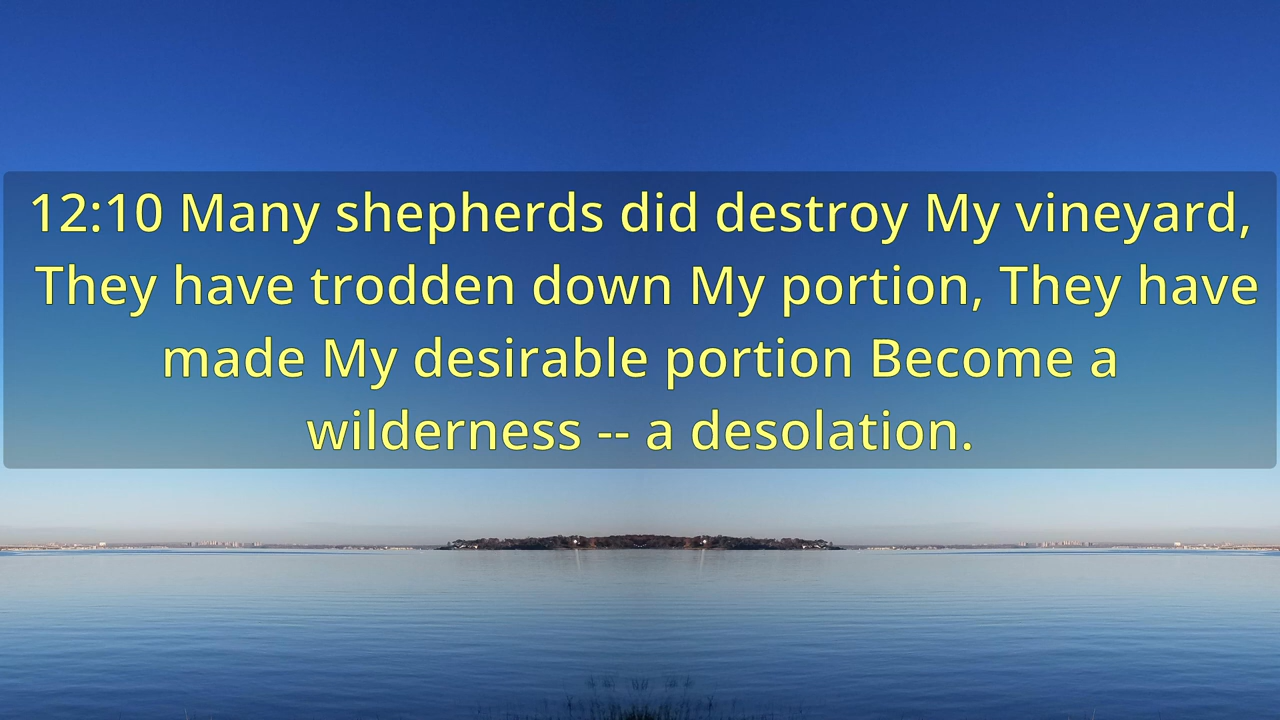 12:10 Many shepherds did destroy My vineyard,
They have trodden down My portion, They have
made My desirable portion Become a
wilderness -- a desolation.